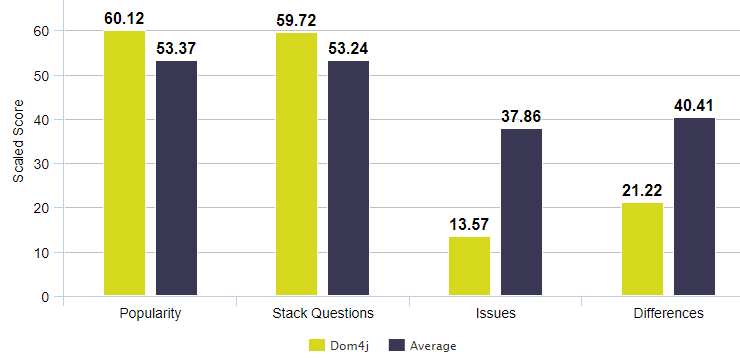 60.12
59.72
60
53.37
53.24
50
40.41
40
37.86
Scaled Score
30
21.22
20
13.57
10
0
Popularity
Stack Questions
Issues
Differences
Dom4j
Average